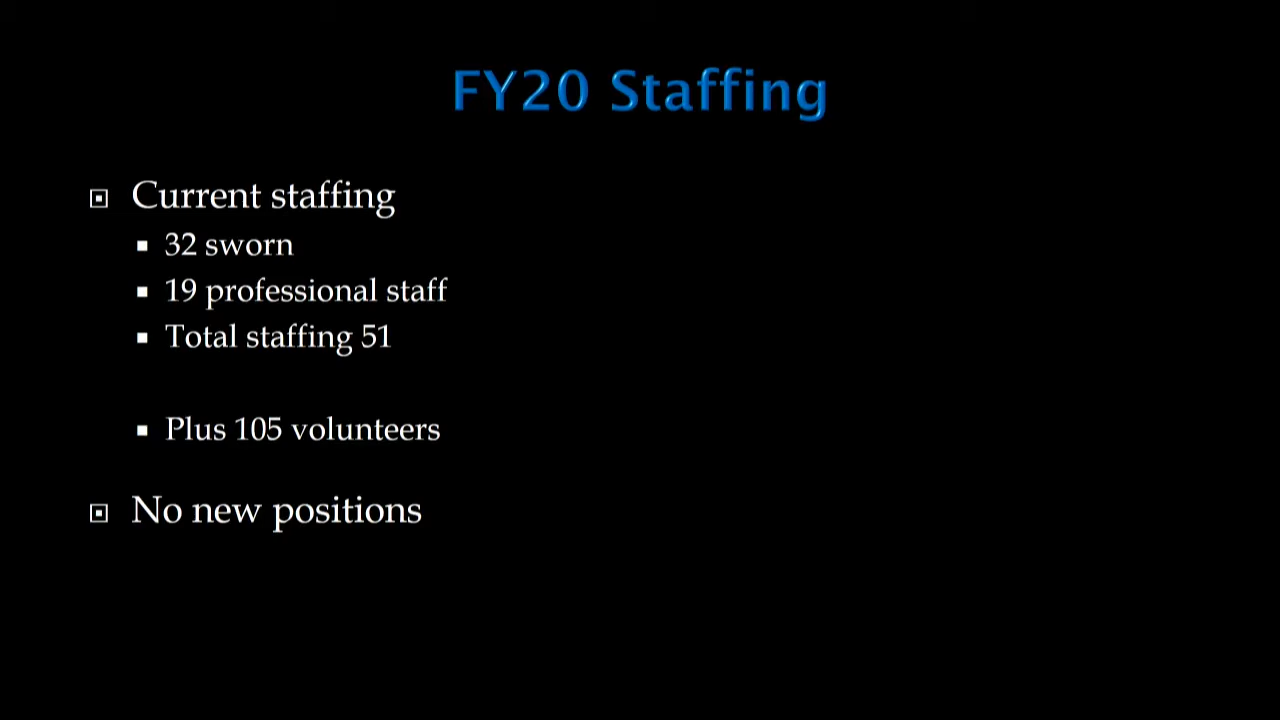 FY20 Staffing
Current staffing
32 sworn
19 professional staff
Total staffing 51
Plus 105 volunteers
No new positions